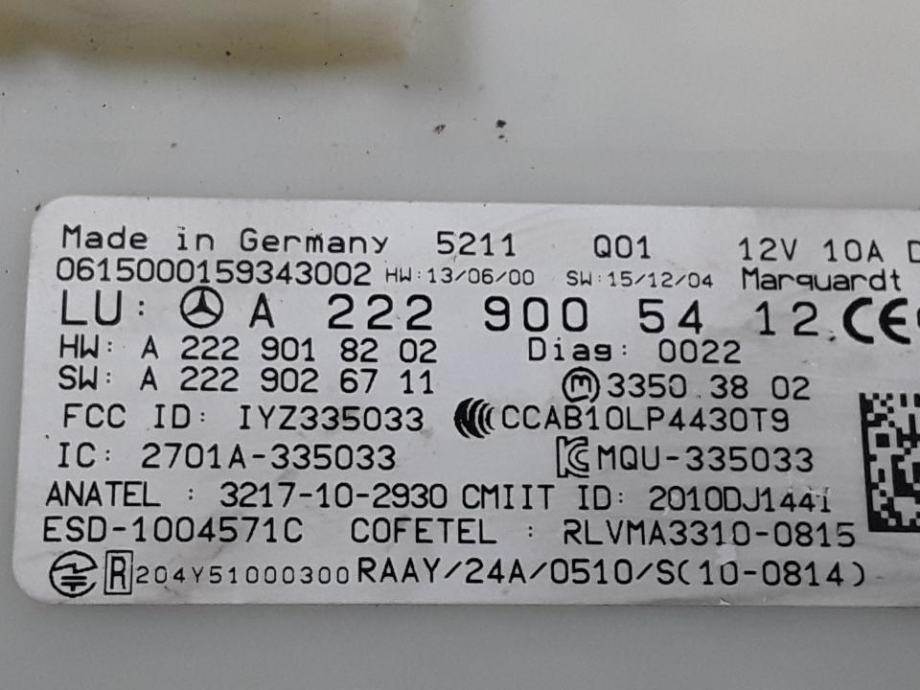 Made in Germany 5211 Q01 12V 10A
0615000159343002 HW:13/06/00 SW:15/12/04 Marquardt
LU: A 222 900 54 12 CE
HW: A 222 901 82 02 Diag: 0022
SW: A 222 902 67 11 m 3350.38 02
FCC ID: IYZ335033 CCAB10LP4430T9
IC: 2701A-335033 KC MQU-335033
ANATEL : 3217-10-2930 CMIIT ID: 2010DJ1441
ESD-1004571C COFETEL : RLVMA3310-0815
R 204Y51000300 RAAY/24A/0510/S(10-0814)